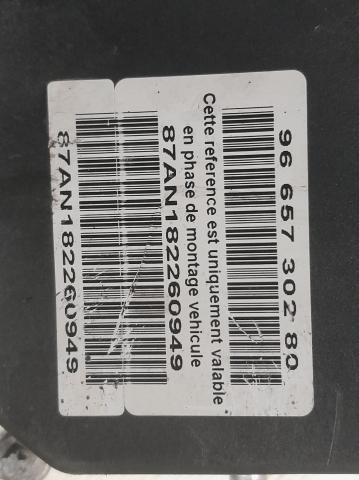 96 657 302 80
Cette reference est uniquement valable
en phase de montage vehicule
87AN182260949
87AN182260949